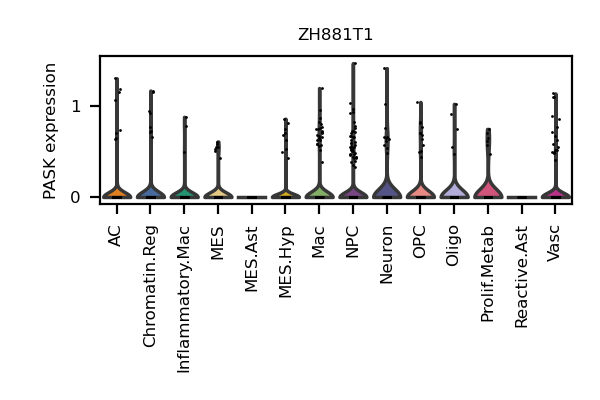 ZH881T1
PASK expression
1
0
AC
Chromatin.Reg
Inflammatory.Mac
MES
MES.Ast
MES.Hyp
Mac
NPC
Neuron
OPC
Oligo
Prolif.Metab
Reactive.Ast
Vasc